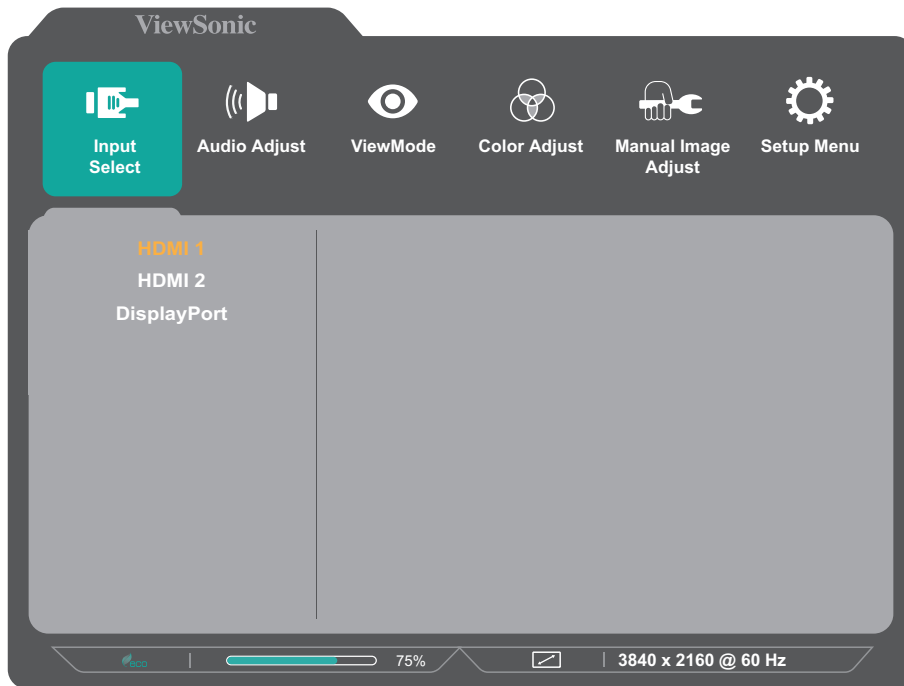 ViewSonic
Input
Select
Audio Adjust
ViewMode
Color Adjust
Manual Image
Adjust
Setup Menu
HDMI 1
HDMI 2
DisplayPort
eco
75%
3840 x 2160 @ 60 Hz